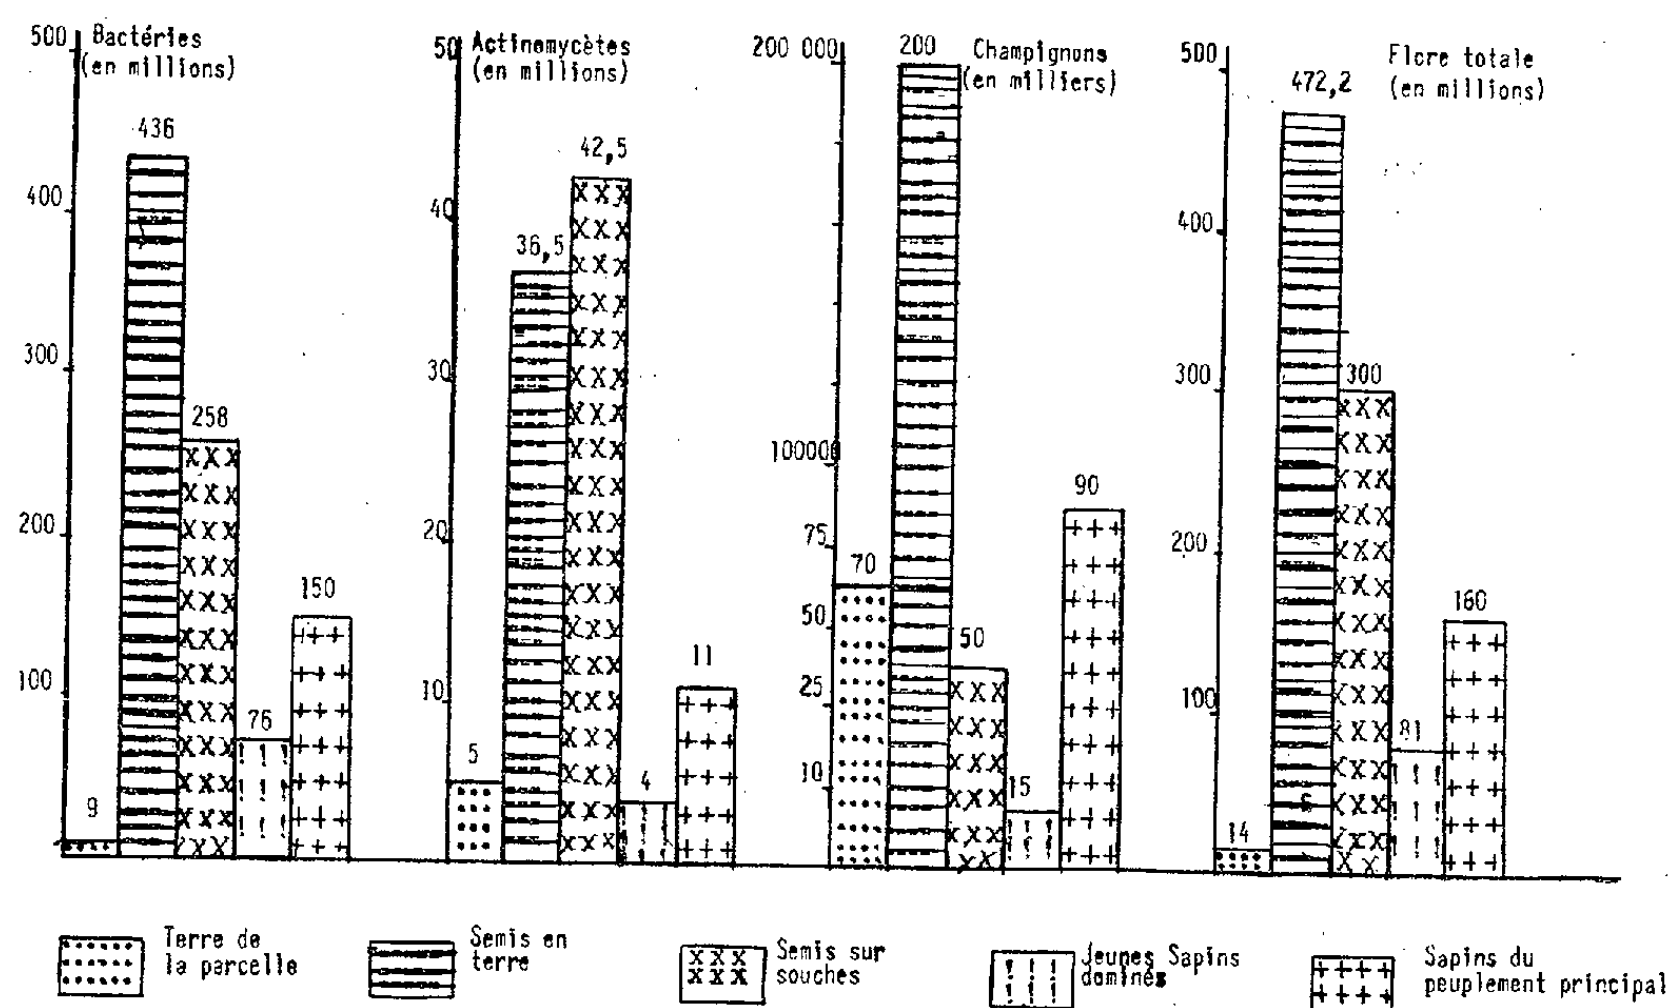 Bactéries
(en millions)
500
400
300
200
100
9
436
258
76
150
Actinomycètes
(en millions)
50
40
30
20
10
5
36,5
42,5
4
11
Champignons
(en milliers)
200 000
100000
75
50
25
10
70
200
50
15
90
Flore totale
(en millions)
500
400
300
200
100
14
472,2
300
81
160
Terre de
la parcelle
Semis en
terre
Semis sur
souches
Jeunes Sapins
dominés
Sapins du
peuplement principal